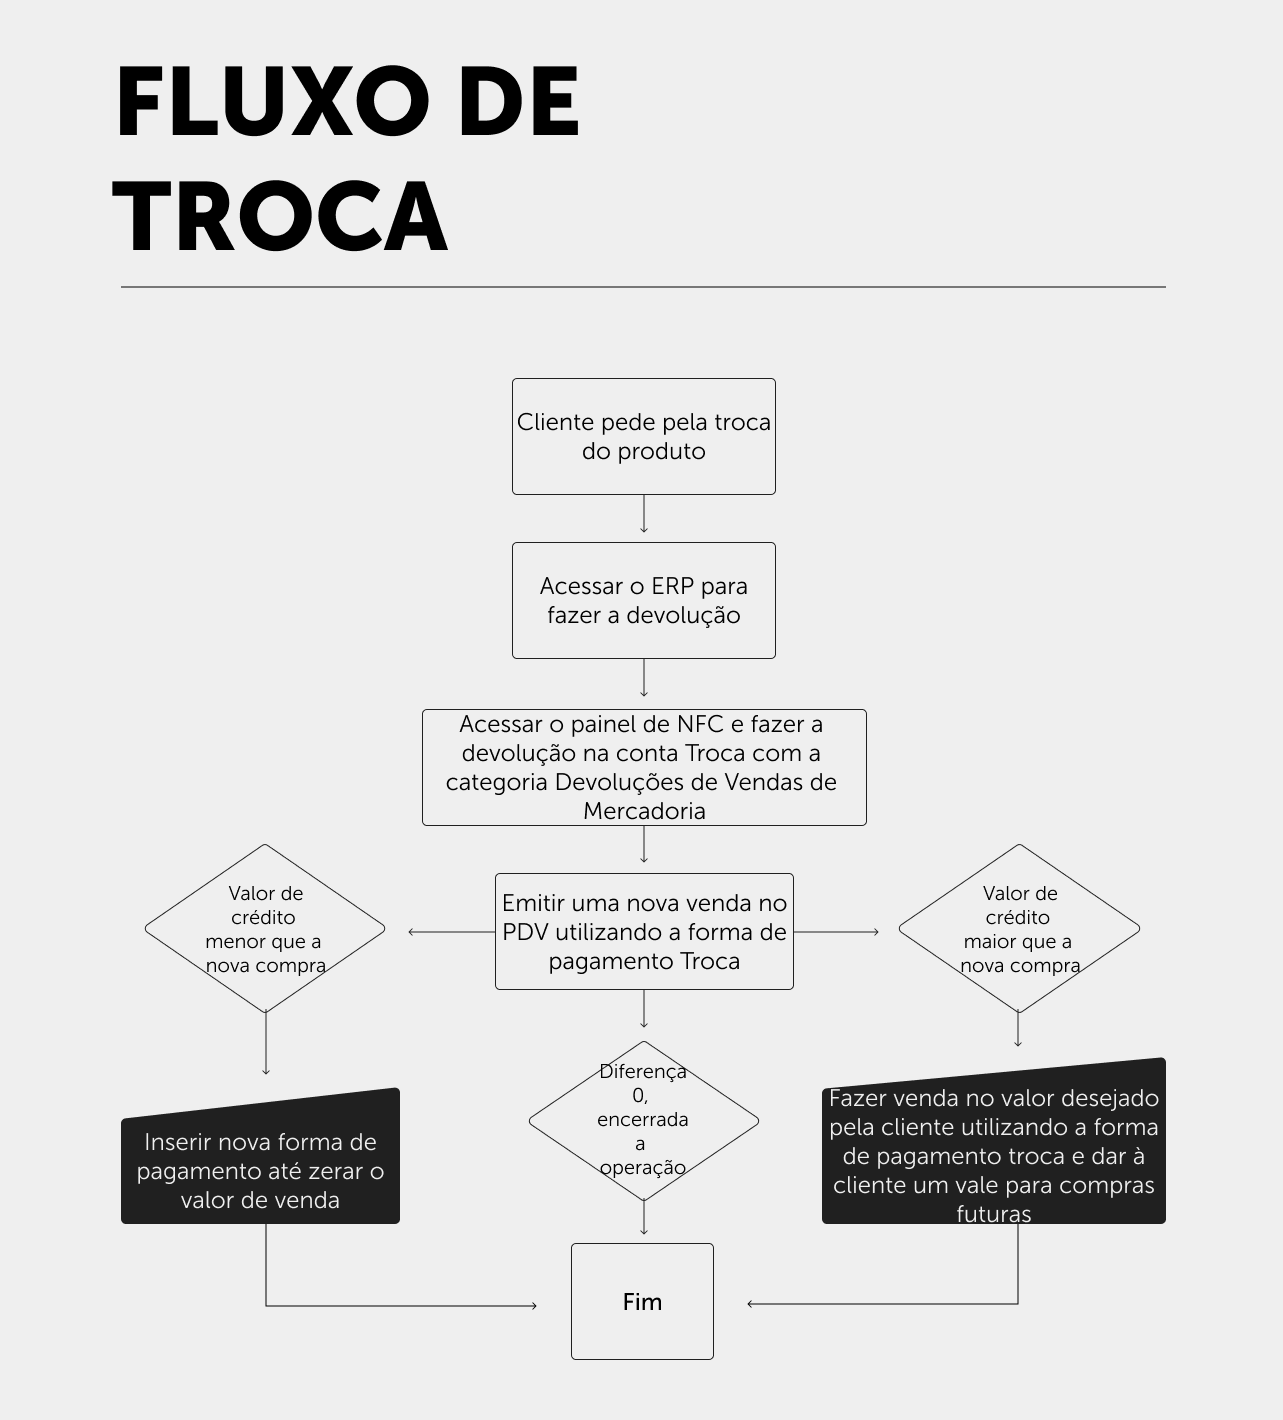 FLUXO DE
TROCA
Cliente pede pela troca
do produto
Acessar o ERP para
fazer a devolução
Acessar o painel de NFC e fazer a
devolução na conta Troca com a
categoria Devoluções de Vendas de
Mercadoria
Valor de
crédito
menor que a
nova compra
Emitir uma nova venda no
PDV utilizando a forma de
pagamento Troca
Valor de
crédito
maior que a
nova compra
Diferença
0,
encerrada
a
operação
Inserir nova forma de
pagamento até zerar o
valor de venda
Fazer venda no valor desejado
pela cliente utilizando a forma
de pagamento troca e dar à
cliente um vale para compras
futuras
Fim